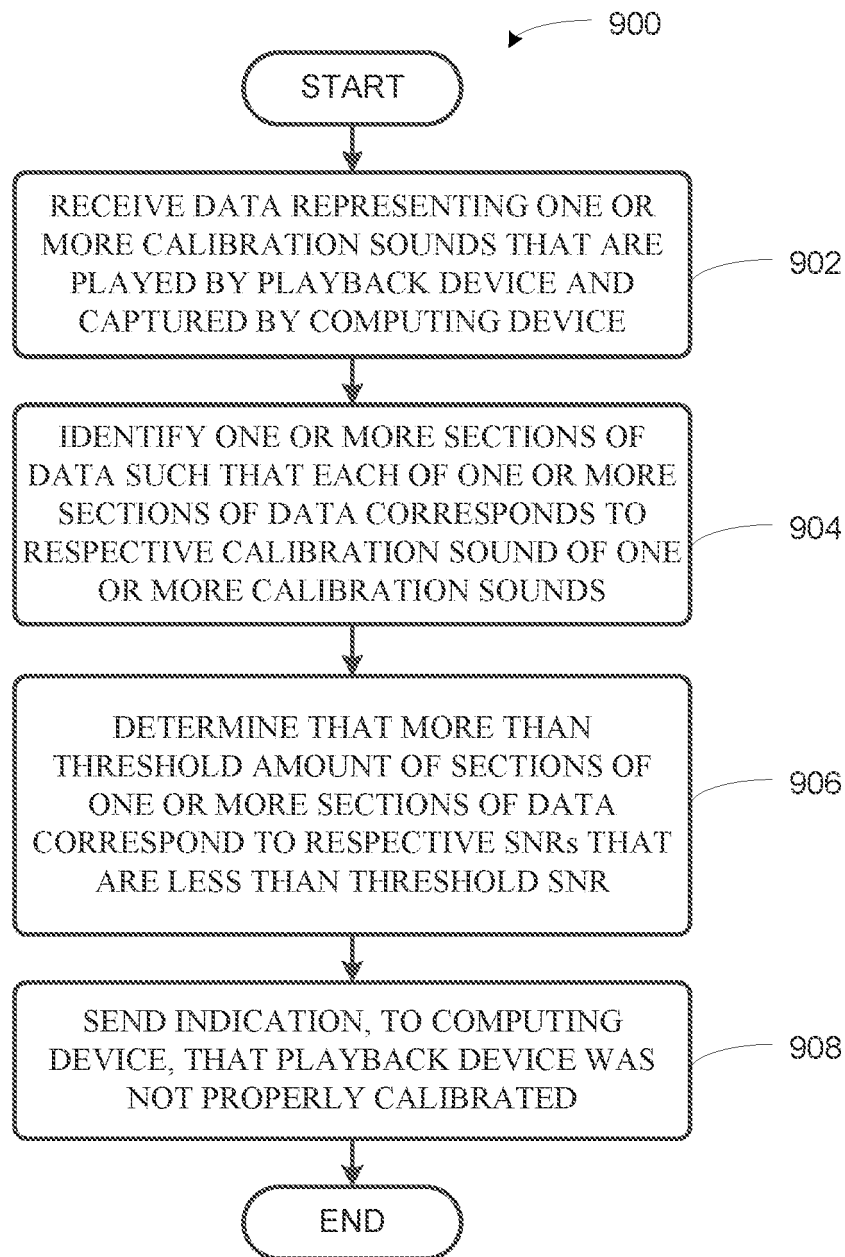 900
START
RECEIVE DATA REPRESENTING ONE OR
MORE CALIBRATION SOUNDS THAT ARE
PLAYED BY PLAYBACK DEVICE AND
CAPTURED BY COMPUTING DEVICE
902
IDENTIFY ONE OR MORE SECTIONS OF
DATA SUCH THAT EACH OF ONE OR MORE
SECTIONS OF DATA CORRESPONDS TO
RESPECTIVE CALIBRATION SOUND OF ONE
OR MORE CALIBRATION SOUNDS
904
DETERMINE THAT MORE THAN
THRESHOLD AMOUNT OF SECTIONS OF
ONE OR MORE SECTIONS OF DATA
CORRESPOND TO RESPECTIVE SNRs THAT
ARE LESS THAN THRESHOLD SNR
906
SEND INDICATION, TO COMPUTING
DEVICE, THAT PLAYBACK DEVICE WAS
NOT PROPERLY CALIBRATED
908
END